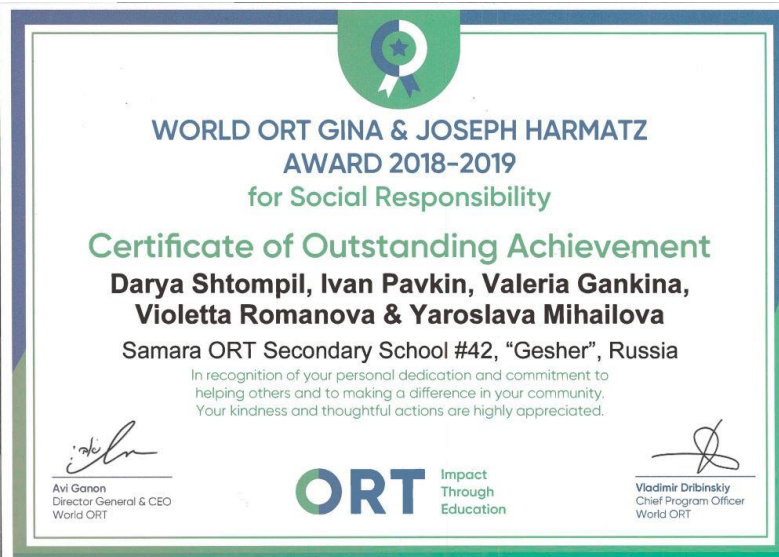 WORLD ORT GINA & JOSEPH HARMATZ
AWARD 2018-2019
for Social Responsibility
Certificate of Outstanding Achievement
Darya Shtompil, Ivan Pavkin, Valeria Gankina,
Violetta Romanova & Yaroslava Mihailova
Samara ORT Secondary School #42, “Gesher”, Russia
In recognition of your personal dedication and commitment to
helping others and to making a difference in your community.
Your kindness and thoughtful actions are highly appreciated.
Avi Ganon
Director General & CEO
World ORT
ORT
Impact
Through
Education
Vladimir Dribinskiy
Chief Program Officer
World ORT